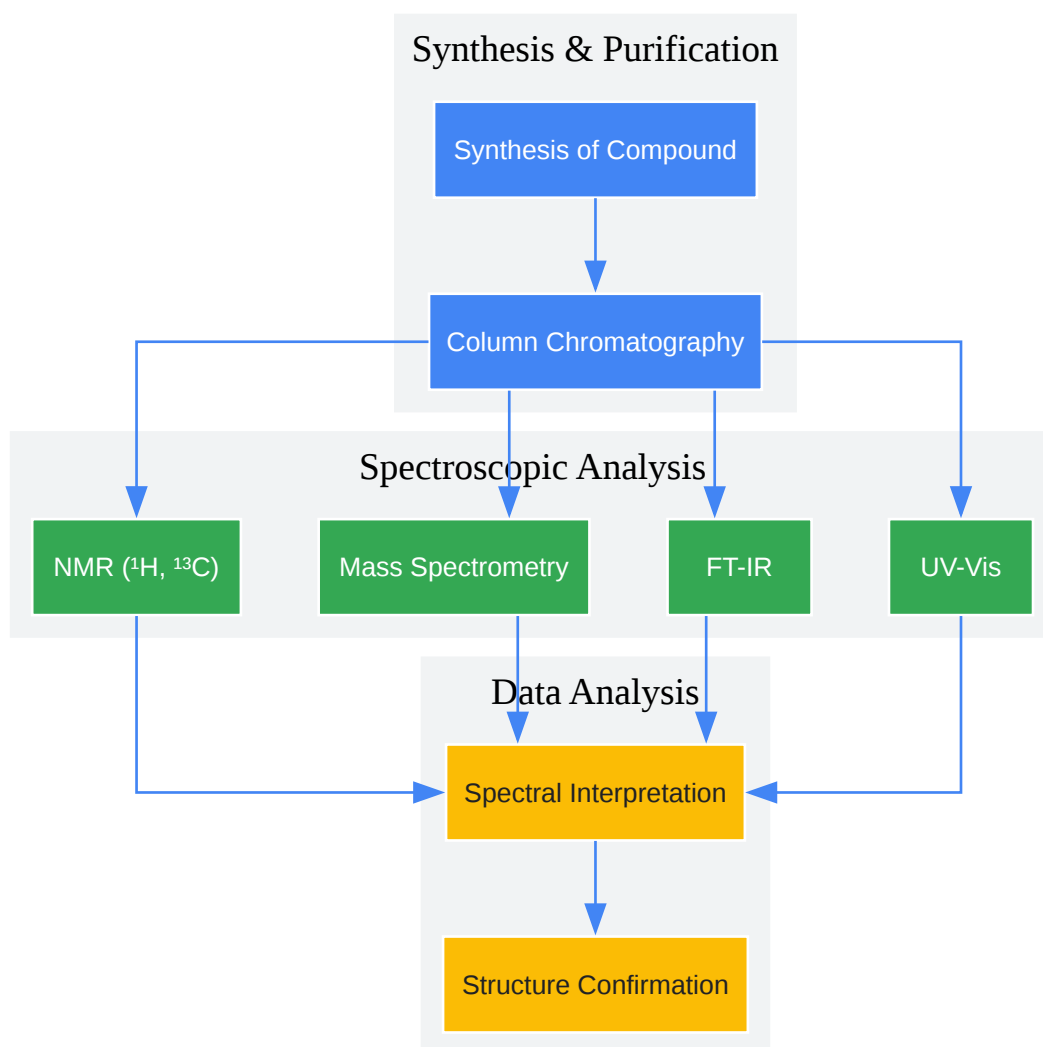 Synthesis & Purification
Synthesis of Compound
Column Chromatography
Spectroscopic Analysis
NMR (¹H, ¹³C)
Mass Spectrometry
FT-IR
UV-Vis
Data Analysis
Spectral Interpretation
Structure Confirmation